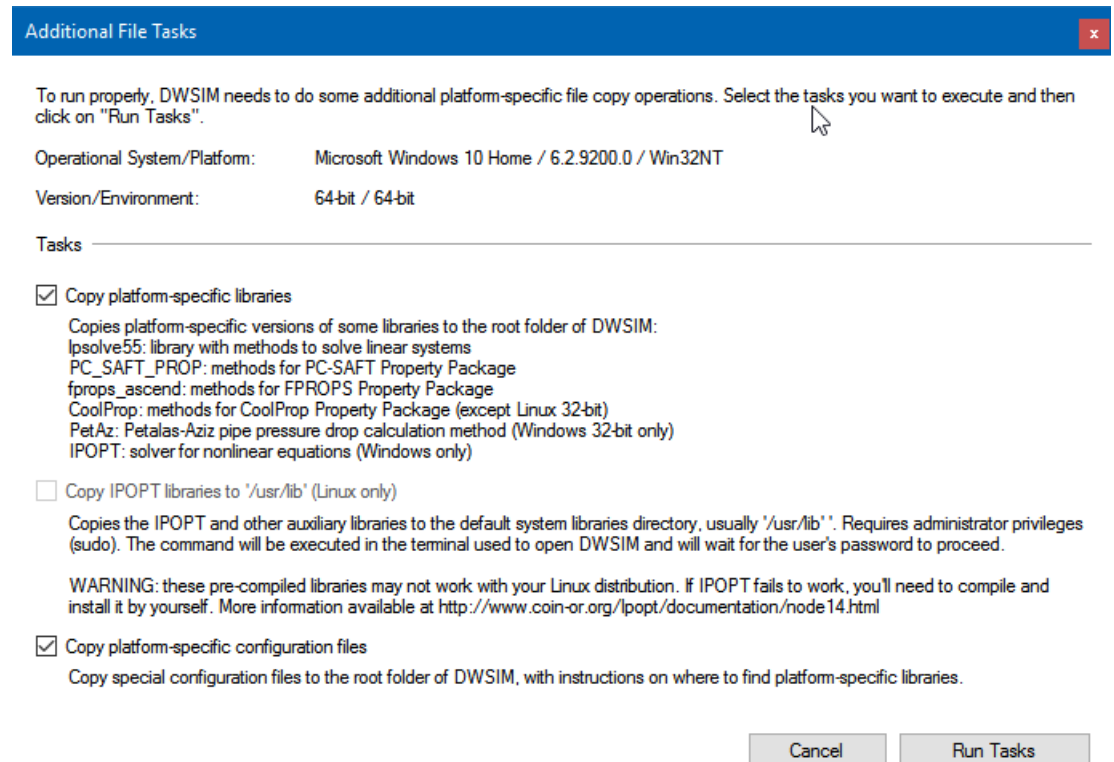 Additional File Tasks
x
To run properly, DWSIM needs to do some additional platform-specific file copy operations. Select the tasks you want to execute and then
click on "Run Tasks".
Operational System/Platform: Microsoft Windows 10 Home / 6.2.9200.0 / Win32NT
Version/Environment: 64-bit / 64-bit
Tasks
Copy platform-specific libraries
Copies platform-specific versions of some libraries to the root folder of DWSIM:
lpsolve55: library with methods to solve linear systems
PC_SAFT_PROP: methods for PC-SAFT Property Package
fprops_ascend: methods for FPROPS Property Package
CoolProp: methods for CoolProp Property Package (except Linux 32-bit)
PetAz: Petalas-Aziz pipe pressure drop calculation method (Windows 32-bit only)
IPOPT: solver for nonlinear equations (Windows only)
Copy IPOPT libraries to '/usr/lib' (Linux only)
Copies the IPOPT and other auxiliary libraries to the default system libraries directory, usually '/usr/lib' '. Requires administrator privileges
(sudo). The command will be executed in the terminal used to open DWSIM and will wait for the user's password to proceed.
WARNING: these pre-compiled libraries may not work with your Linux distribution. If IPOPT fails to work, you'll need to compile and
install it by yourself. More information available at http://www.coin-or.org/Ipopt/documentation/node14.html
Copy platform-specific configuration files
Copy special configuration files to the root folder of DWSIM, with instructions on where to find platform-specific libraries.
Cancel Run Tasks